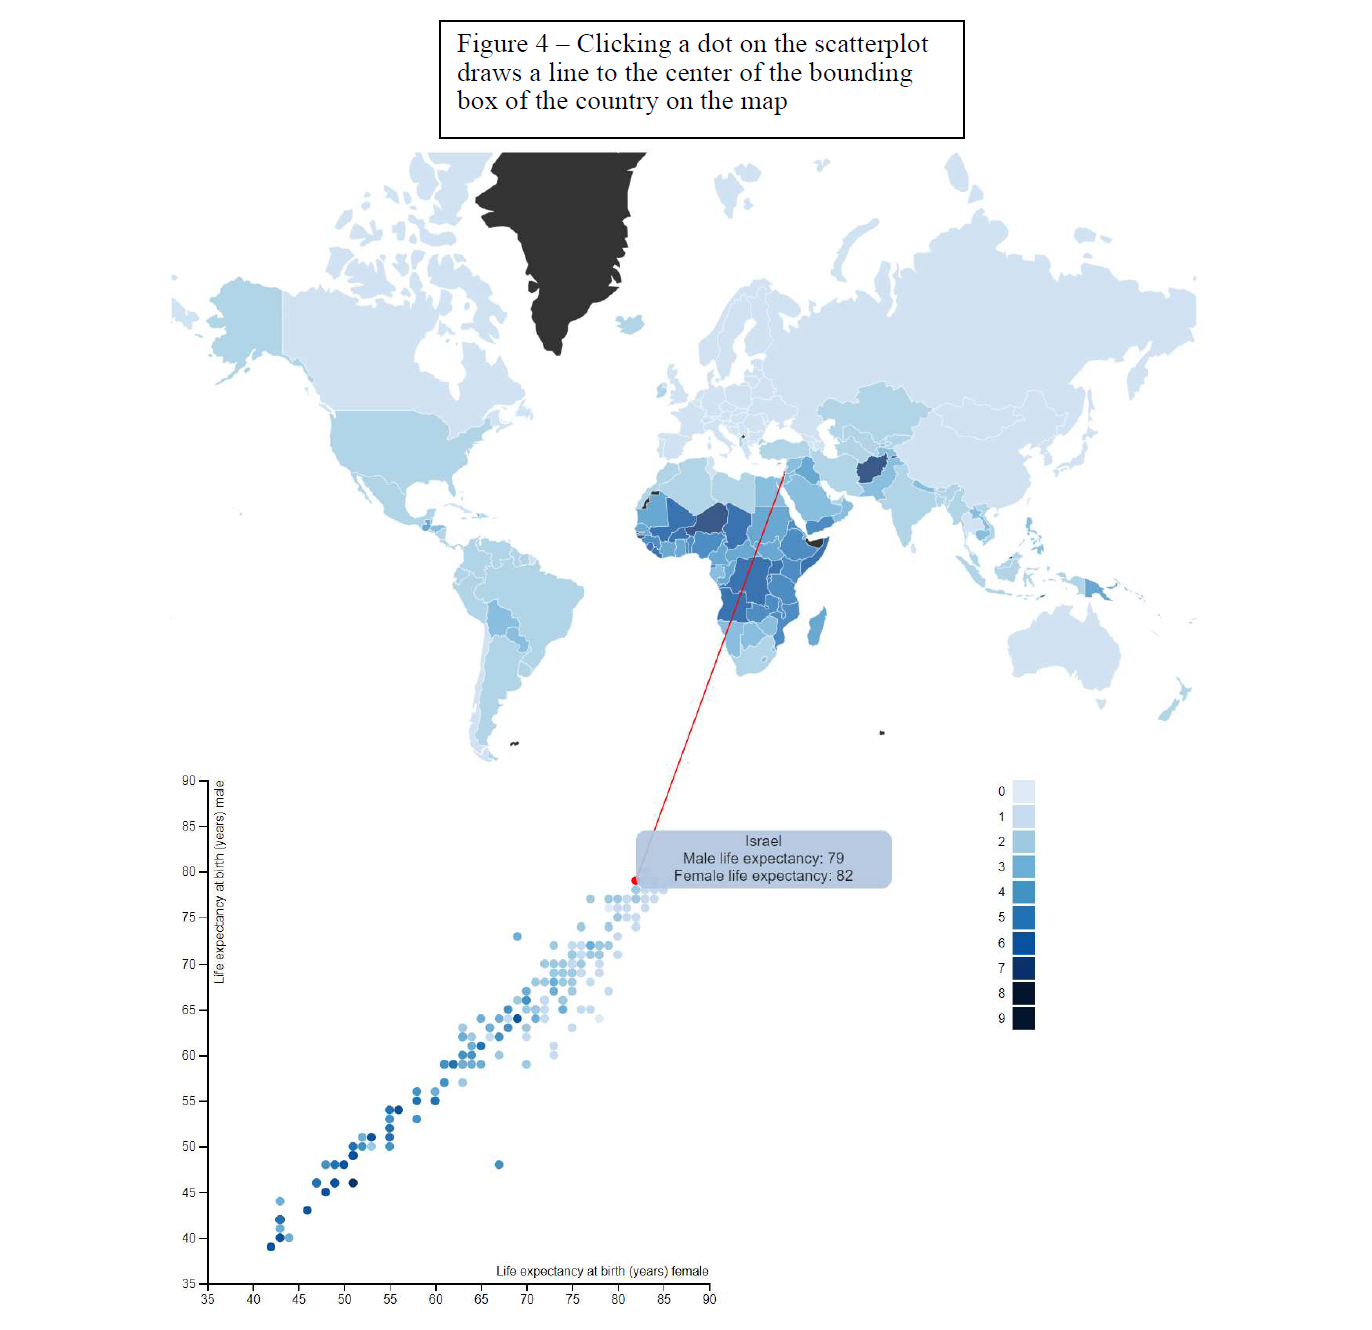 Figure 4 – Clicking a dot on the scatterplot
draws a line to the center of the bounding
box of the country on the map
90
85
80
75
70
65
60
55
50
45
40
35
Life expectancy at birth (years) male
Israel
Male life expectancy: 79
Female life expectancy: 82
0
1
2
3
4
5
6
7
8
9
Life expectancy at birth (years) female
35 40 45 50 55 60 65 70 75 80 85 90